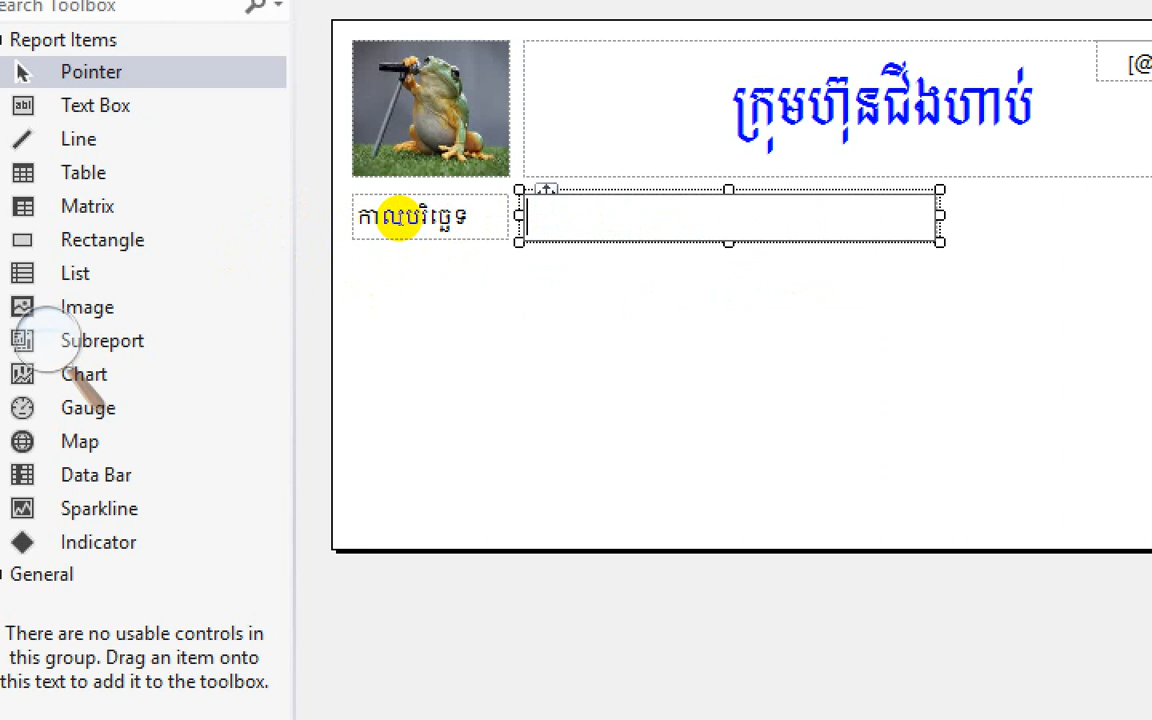 earch Toolbox
Report Items
Pointer
Text Box
Line
Table
Matrix
Rectangle
List
Image
Subreport
Chart
Gauge
Map
Data Bar
Sparkline
Indicator
General
There are no usable controls in
this group. Drag an item onto
this text to add it to the toolbox.
[@
ក្រុមហ៊ុនជឺងហាប់
កាលបរិច្ឆេទ